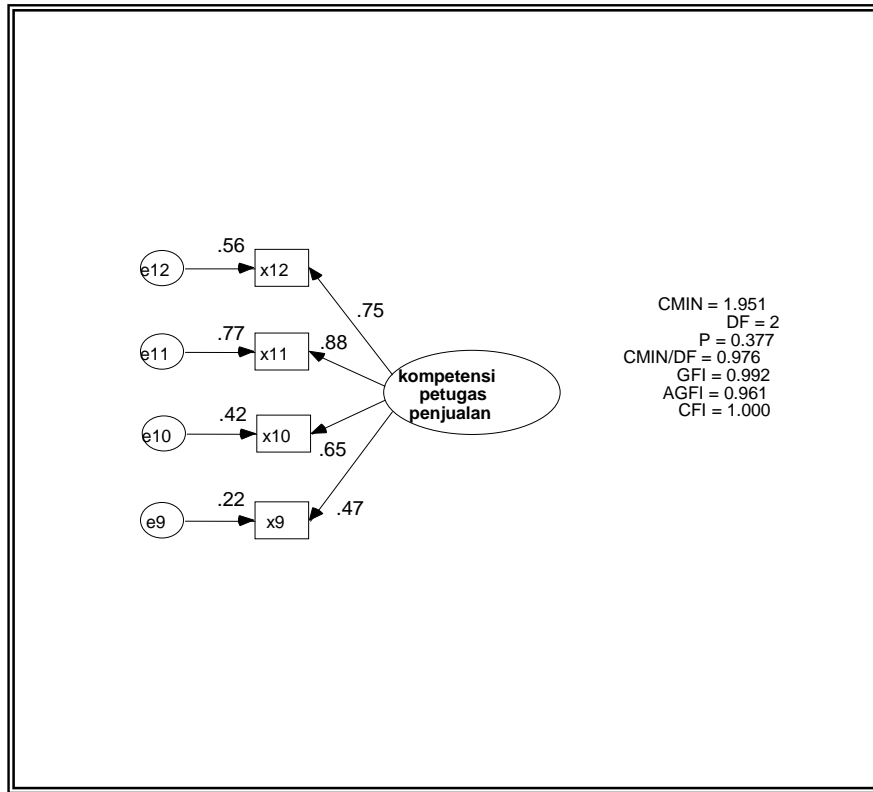 .56
e12
x12
.75
.77
e11
x11
.88
kompetensi
petugas
penjualan
.42
e10
x10
.65
.22
e9
x9
.47
CMIN = 1.951
DF = 2
P = 0.377
CMIN/DF = 0.976
GFI = 0.992
AGFI = 0.961
CFI = 1.000